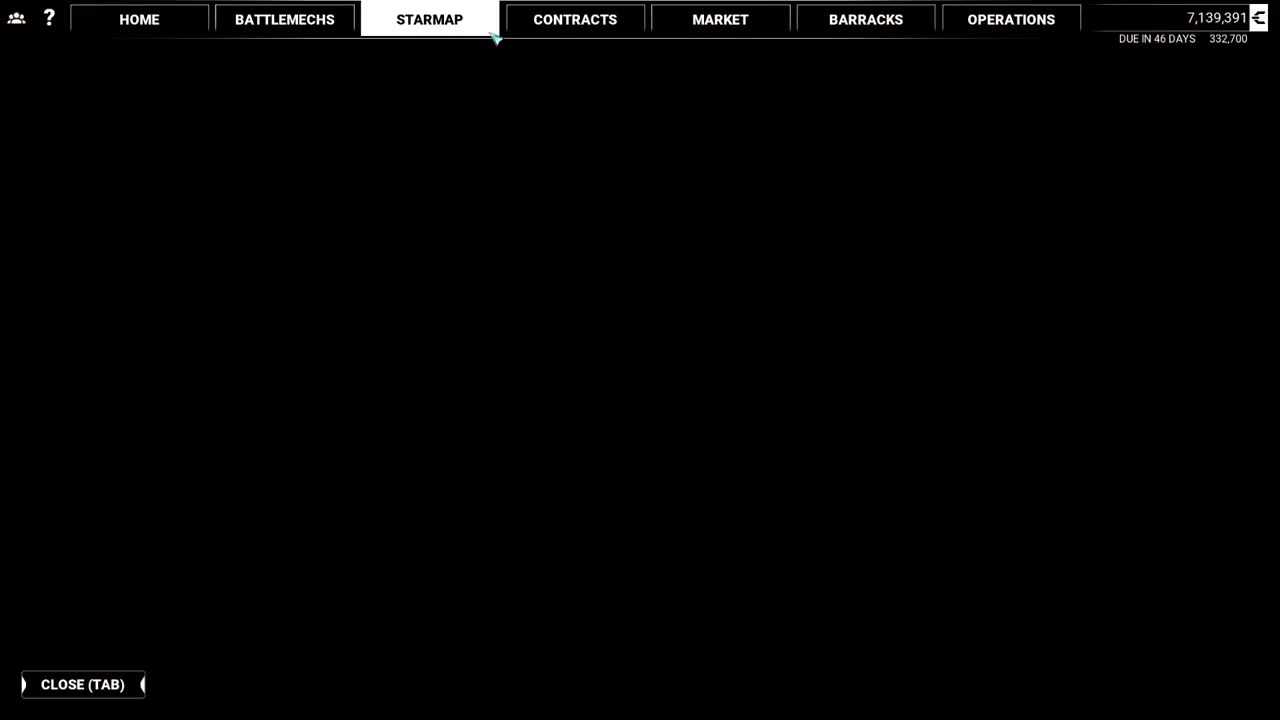 ? HOME BATTLEMECHS STARMAP CONTRACTS MARKET BARRACKS OPERATIONS 7,139,391
DUE IN 46 DAYS 332,700
CLOSE (TAB)